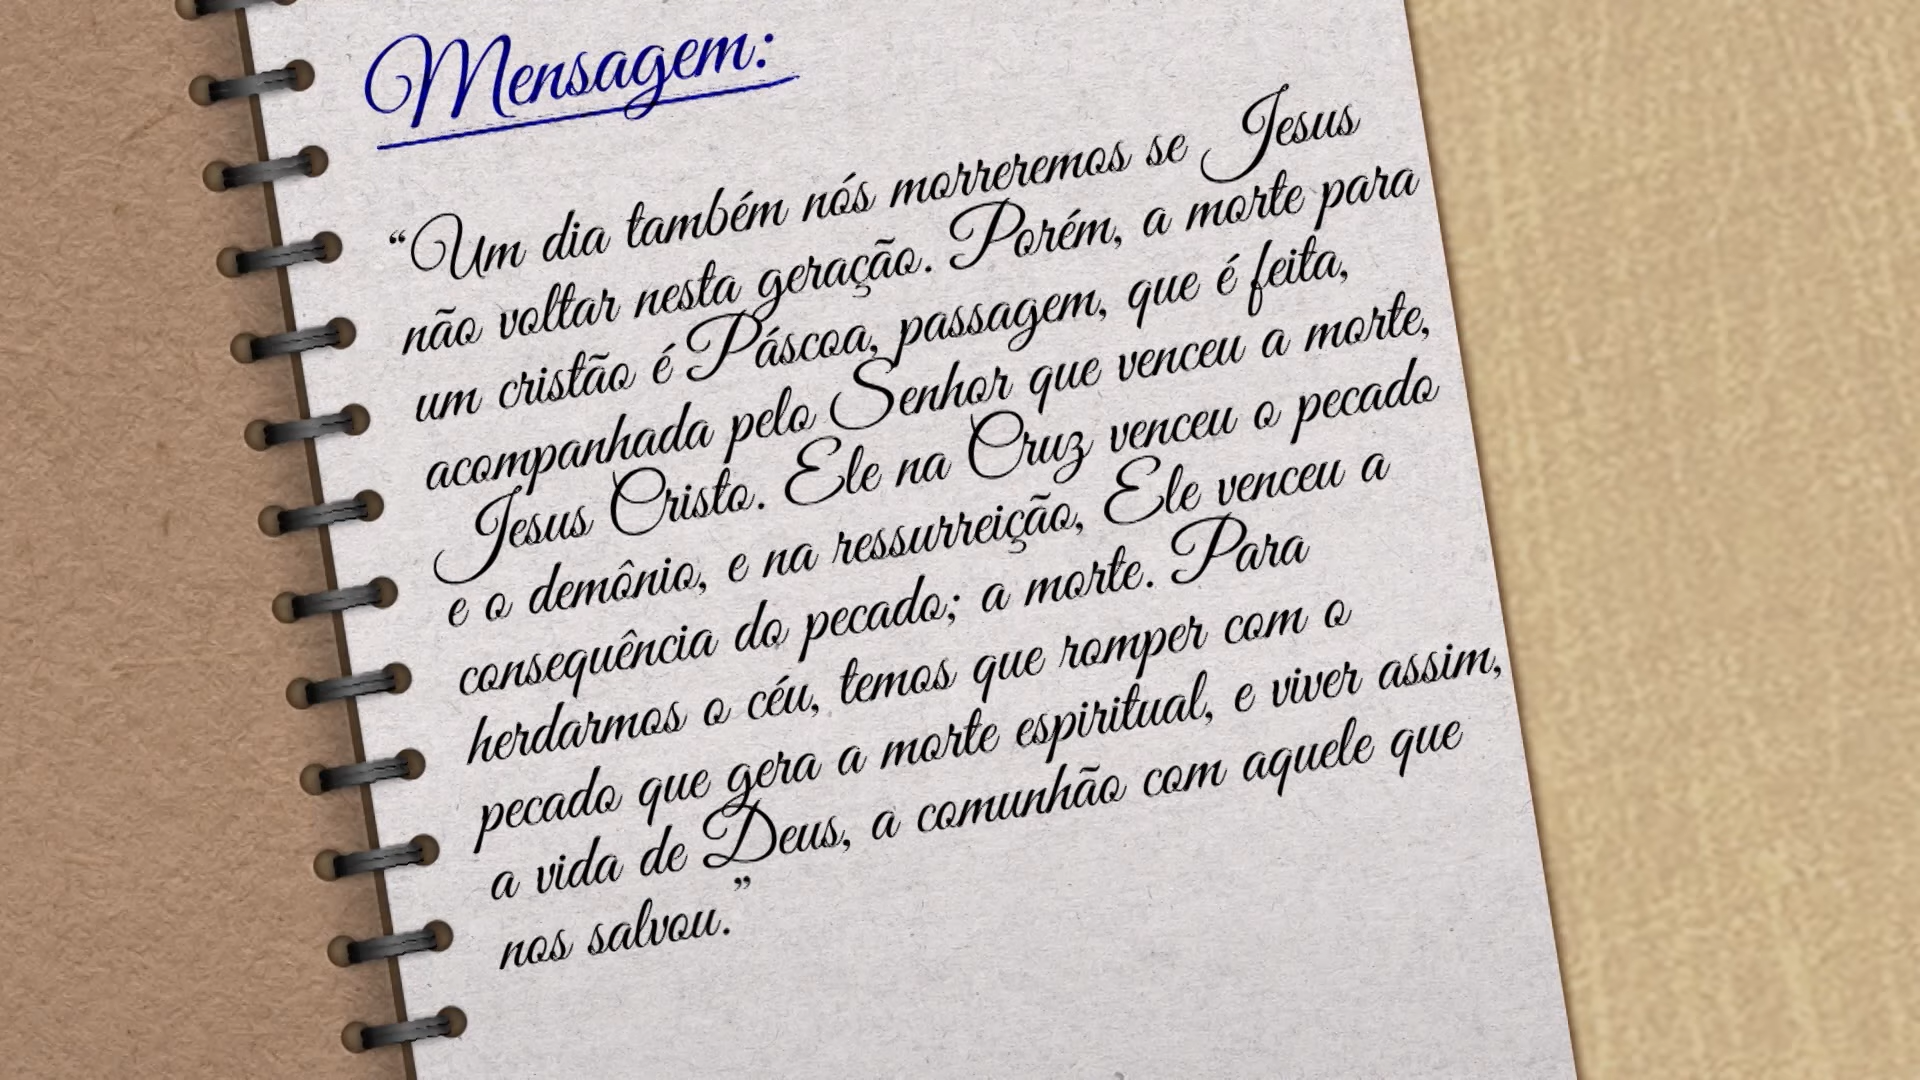 Mensagem:
“Um dia também nós morreremos se Jesus
não voltar nesta geração. Porém, a morte para
um cristão é Páscoa, passagem, que é feita,
acompanhada pelo Senhor que venceu a morte,
Jesus Cristo. Ele na Cruz venceu o pecado
e o demônio, e na ressurreição, Ele venceu a
consequência do pecado; a morte. Para
herdarmos o céu, temos que romper com o
pecado que gera a morte espiritual, e viver assim,
a vida de Deus, a comunhão com aquele que
nos salvou.”